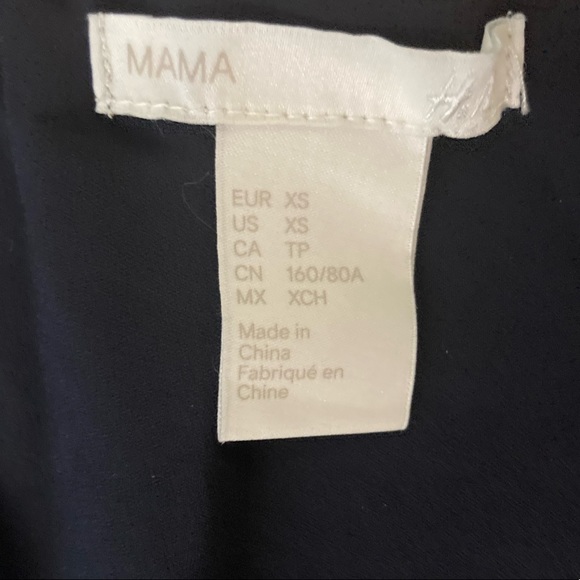 MAMA
EUR XS
US XS
CA TP
CN 160/80A
MX XCH
Made in
China
Fabriqué en
Chine